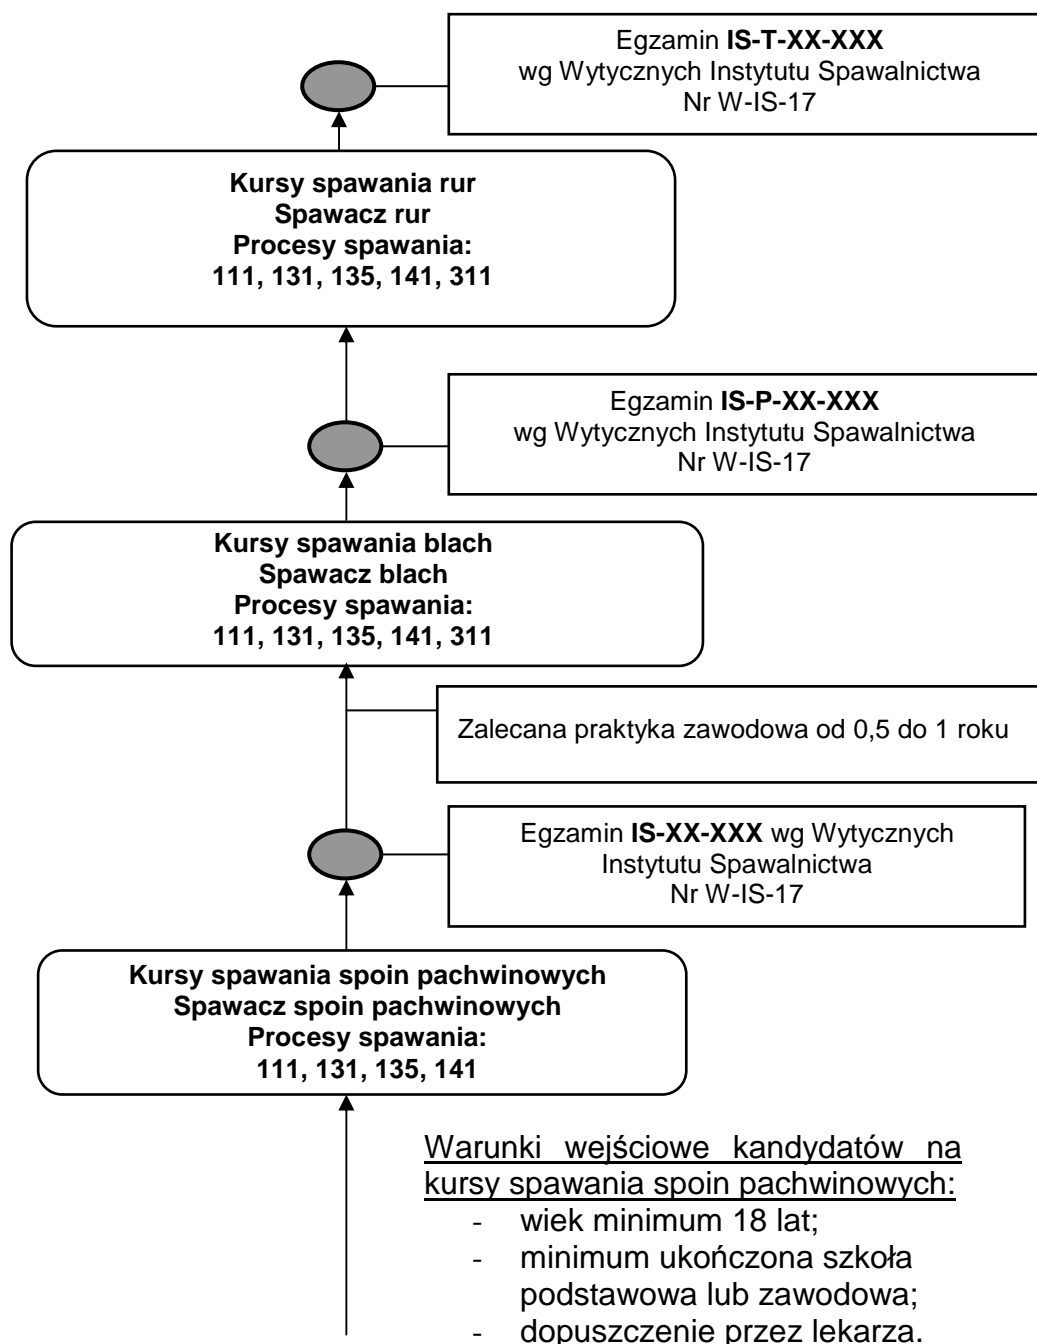 Egzamin IS-T-XX-XXX
wg Wytycznych Instytutu Spawalnictwa
Nr W-IS-17
Kursy spawania rur
Spawacz rur
Procesy spawania:
111, 131, 135, 141, 311
Egzamin IS-P-XX-XXX
wg Wytycznych Instytutu Spawalnictwa
Nr W-IS-17
Kursy spawania blach
Spawacz blach
Procesy spawania:
111, 131, 135, 141, 311
Zalecana praktyka zawodowa od 0,5 do 1 roku
Egzamin IS-XX-XXX wg Wytycznych
Instytutu Spawalnictwa
Nr W-IS-17
Kursy spawania spoin pachwinowych
Spawacz spoin pachwinowych
Procesy spawania:
111, 131, 135, 141
Warunki wejściowe kandydatów na
kursy spawania spoin pachwinowych:
- wiek minimum 18 lat;
- minimum ukończona szkoła
podstawowa lub zawodowa;
- dopuszczenie przez lekarza.